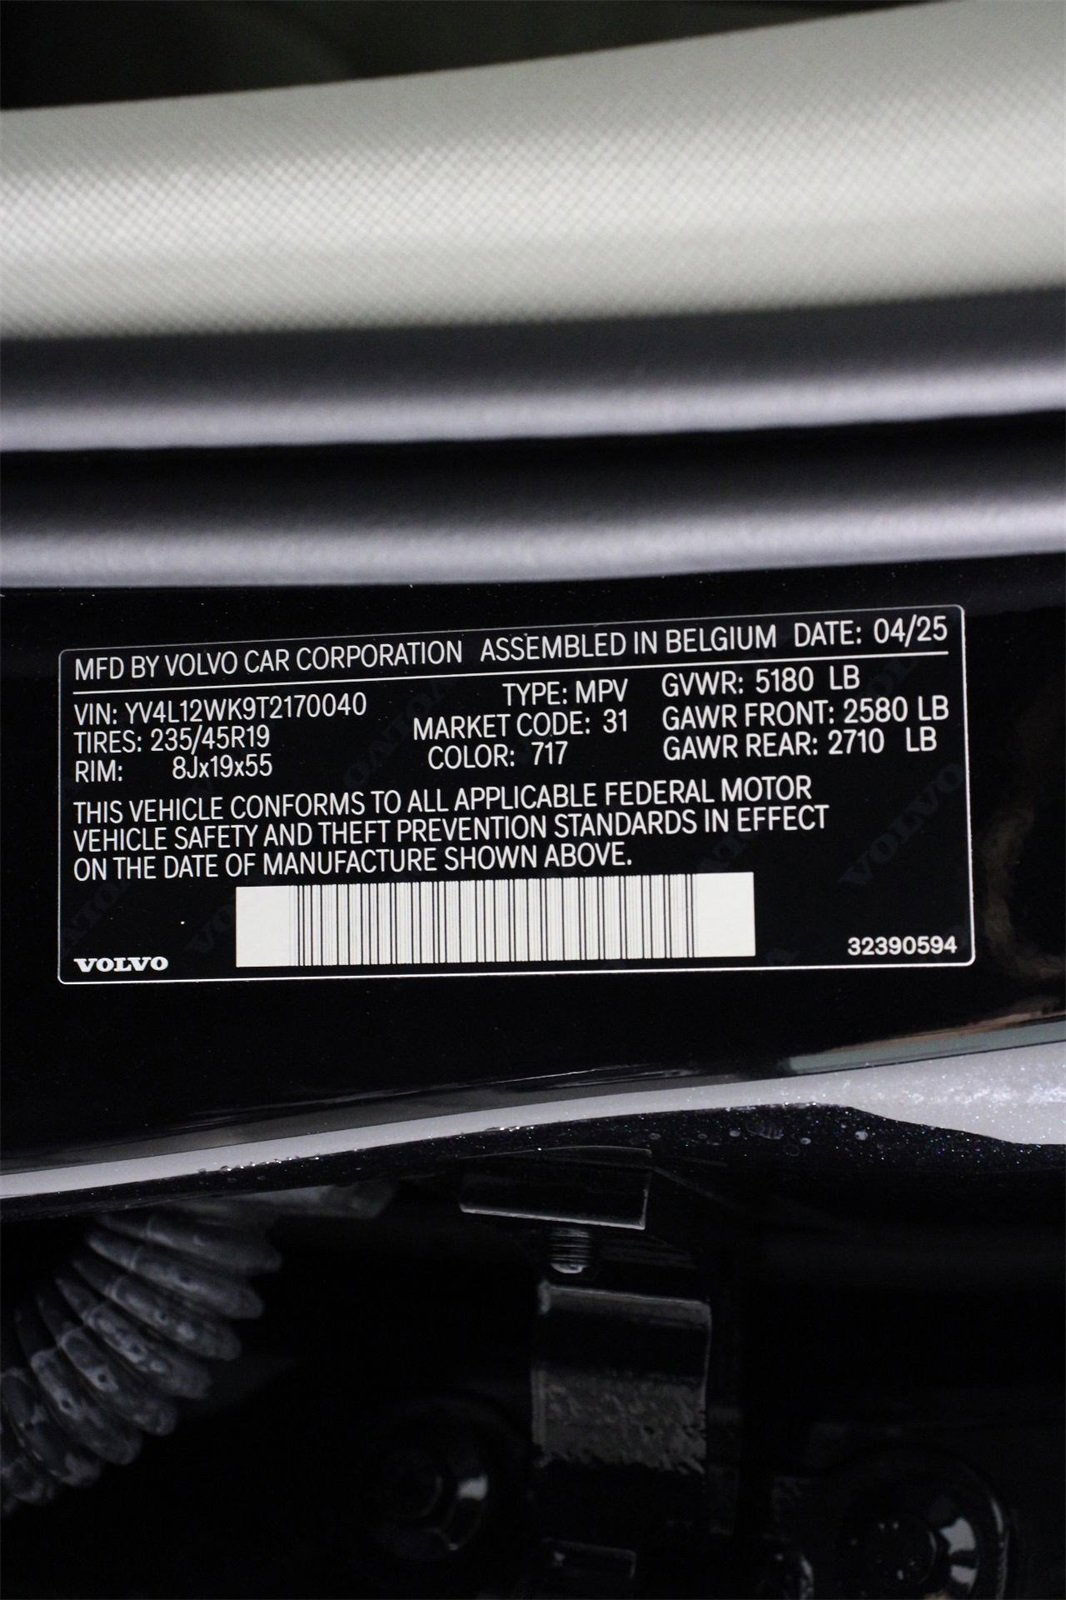 MFD BY VOLVO CAR CORPORATION ASSEMBLED IN BELGIUM DATE: 04/25
VIN: YV4L12WK9T2170040 TYPE: MPV GVWR: 5180 LB
TIRES: 235/45R19 MARKET CODE: 31 GAWR FRONT: 2580 LB
RIM: 8Jx19x55 COLOR: 717 GAWR REAR: 2710 LB
THIS VEHICLE CONFORMS TO ALL APPLICABLE FEDERAL MOTOR
VEHICLE SAFETY AND THEFT PREVENTION STANDARDS IN EFFECT
ON THE DATE OF MANUFACTURE SHOWN ABOVE.
VOLVO 32390594